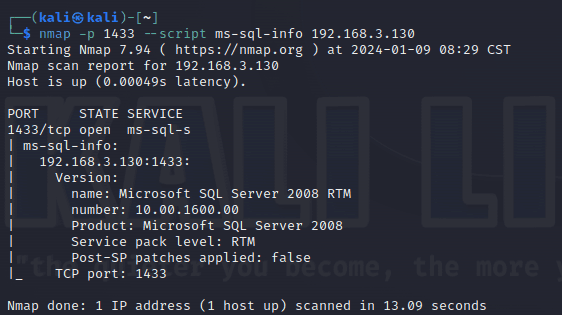 ┌──(kali㉿kali)-[~]
└─$ nmap -p 1433 --script ms-sql-info 192.168.3.130
Starting Nmap 7.94 ( https://nmap.org ) at 2024-01-09 08:29 CST
Nmap scan report for 192.168.3.130
Host is up (0.00049s latency).

PORT     STATE SERVICE
1433/tcp open  ms-sql-s
| ms-sql-info:
|   192.168.3.130:1433:
|     Version:
|       name: Microsoft SQL Server 2008 RTM
|       number: 10.00.1600.00
|       Product: Microsoft SQL Server 2008
|       Service pack level: RTM
|       Post-SP patches applied: false
|_    TCP port: 1433

Nmap done: 1 IP address (1 host up) scanned in 13.09 seconds
KALI LI
"the you become, the more y